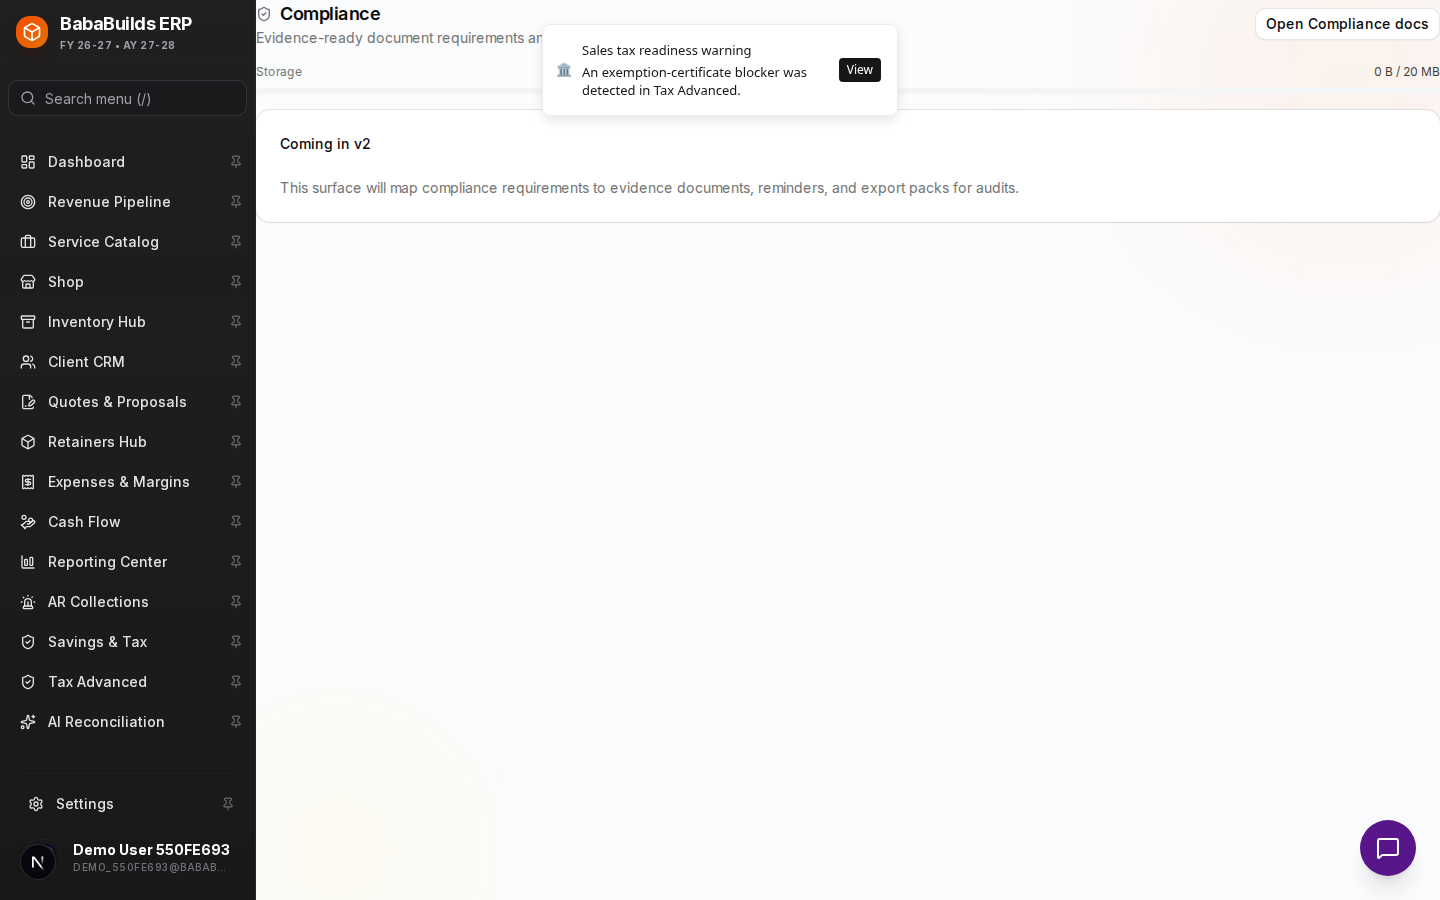 BabaBuilds ERP
FY 26-27 • AY 27-28
Search menu (/)
Dashboard
Revenue Pipeline
Service Catalog
Shop
Inventory Hub
Client CRM
Quotes & Proposals
Retainers Hub
Expenses & Margins
Cash Flow
Reporting Center
AR Collections
Savings & Tax
Tax Advanced
AI Reconciliation
Settings
N
Demo User 550FE693
DEMO_550FE693@BABAB...
Compliance
Evidence-ready document requirements an
Open Compliance docs
Storage
0 B / 20 MB
Sales tax readiness warning
An exemption-certificate blocker was
detected in Tax Advanced.
View
Coming in v2
This surface will map compliance requirements to evidence documents, reminders, and export packs for audits.